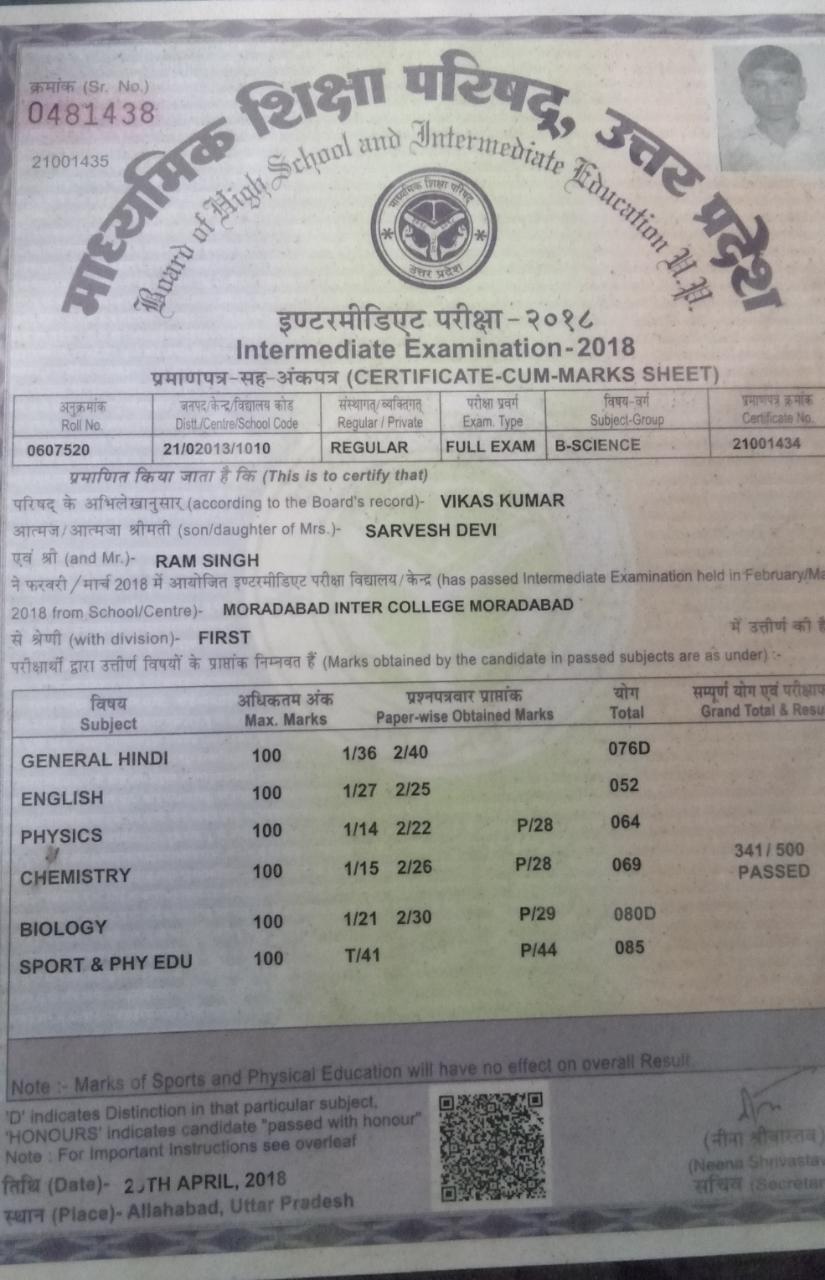 क्रमांक (Sr. No.)
0481438
21001435
माध्यमिक शिक्षा परिषद्, उत्तर प्रदेश
Board of High School and Intermediate Education U.P.
माध्यमिक शिक्षा परिषद
उत्तर प्रदेश
इण्टरमीडिएट परीक्षा - २०१८
Intermediate Examination-2018
प्रमाणपत्र-सह-अंकपत्र (CERTIFICATE-CUM-MARKS SHEET)
अनुक्रमांक जनपद/केन्द्र/विद्यालय कोड संस्थागत/व्यक्तिगत परीक्षा प्रवर्ग विषय-वर्ग प्रमाणपत्र क्रमांक
Roll No. Distt./Centre/School Code Regular / Private Exam. Type Subject-Group Certificate No.
0607520 21/02013/1010 REGULAR FULL EXAM B-SCIENCE 21001434
प्रमाणित किया जाता है कि (This is to certify that)
परिषद् के अभिलेखानुसार (according to the Board's record)- VIKAS KUMAR
आत्मज/आत्मजा श्रीमती (son/daughter of Mrs.)- SARVESH DEVI
एवं श्री (and Mr.)- RAM SINGH
ने फरवरी/मार्च 2018 में आयोजित इण्टरमीडिएट परीक्षा विद्यालय/केन्द्र (has passed Intermediate Examination held in February/Ma
2018 from School/Centre)- MORADABAD INTER COLLEGE MORADABAD
से श्रेणी (with division)- FIRST में उत्तीर्ण की है
परीक्षार्थी द्वारा उत्तीर्ण विषयों के प्राप्तांक निम्नवत हैं (Marks obtained by the candidate in passed subjects are as under) :-
विषय अधिकतम अंक प्रश्नपत्रवार प्राप्तांक योग सम्पूर्ण योग एवं परीक्षाफ
Subject Max. Marks Paper-wise Obtained Marks Total Grand Total & Resu
GENERAL HINDI 100 1/36 2/40 076D
ENGLISH 100 1/27 2/25 052
PHYSICS 100 1/14 2/22 P/28 064
CHEMISTRY 100 1/15 2/26 P/28 069
341/500
PASSED
BIOLOGY 100 1/21 2/30 P/29 080D
SPORT & PHY EDU 100 T/41 P/44 085
Note :- Marks of Sports and Physical Education will have no effect on overall Result.
'D' indicates Distinction in that particular subject,
'HONOURS' indicates candidate "passed with honour"
Note : For Important Instructions see overleaf
तिथि (Date)- TH APRIL, 2018
स्थान (Place)- Allahabad, Uttar Pradesh
(नीना श्रीवास्तव)
(Neena Shrivastav
सचिव (Secretar